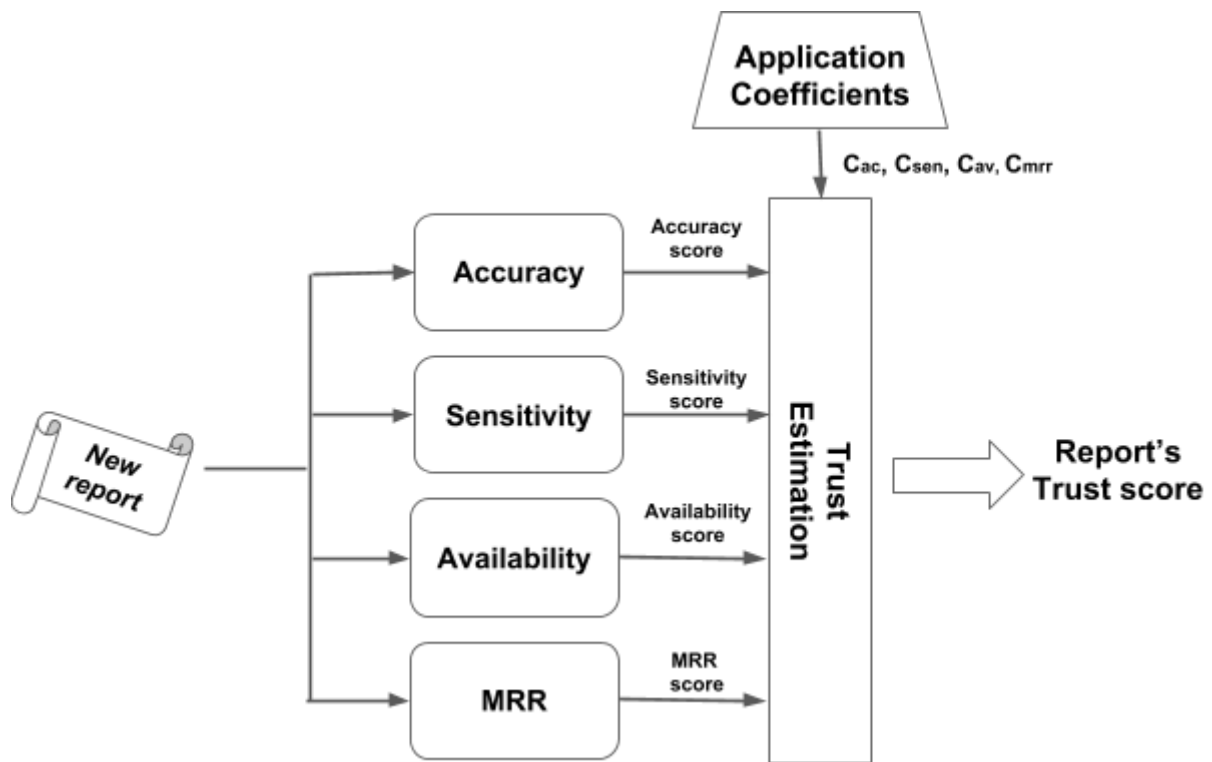 Application
Coefficients
Cac, Csen, Cav, Cmrr
Accuracy
score
Accuracy
Sensitivity
score
Sensitivity
New
report
Trust
Estimation
Report's
Trust score
Availability
score
Availability
MRR
score
MRR